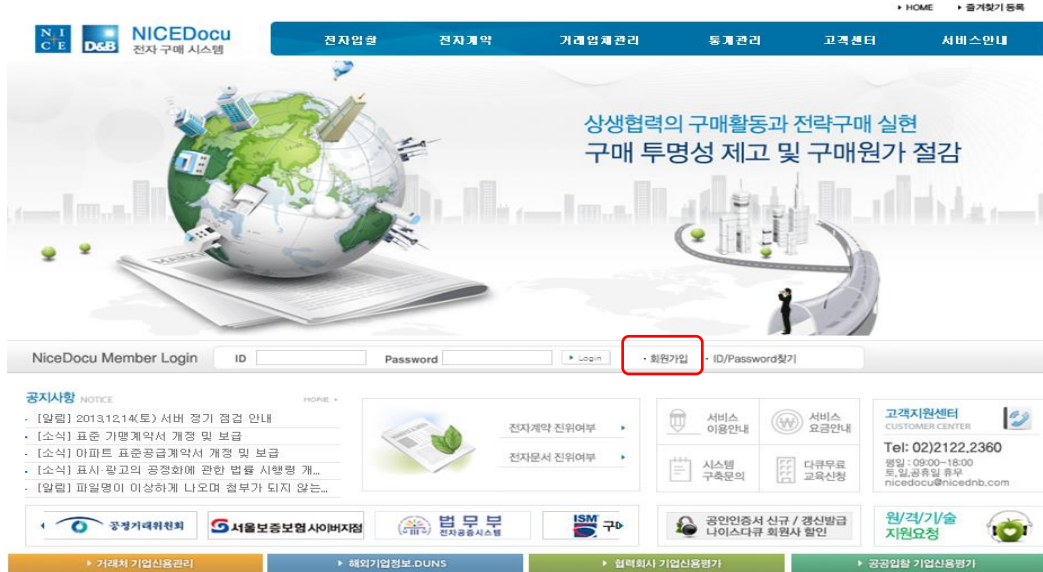 HOME 즐겨찾기 등록
NICE D&B NICEDocu
전자 구매 시스템
전자입찰 전자계약 거래업체관리 통계관리 고객센터 서비스안내
상생협력의 구매활동과 전략구매 실현
구매 투명성 제고 및 구매원가 절감
MARK
NiceDocu Member Login ID Password Login · 회원가입 · ID/Password찾기
공지사항 NOTICE MORE
· [알림] 2013.12.14(토) 서버 정기 점검 안내
· [소식] 표준 가맹계약서 개정 및 보급
· [소식] 아파트 표준공급계약서 개정 및 보급
· [소식] 표시·광고의 공정화에 관한 법률 시행령 개...
· [알림] 파일명이 이상하게 나오며 첨부가 되지 않는...
전자계약 진위여부
전자문서 진위여부
서비스
이용안내
서비스
요금안내
시스템
구축문의
다큐무료
교육신청
고객지원센터
CUSTOMER CENTER
Tel: 02)2122.2360
평일 : 09:00~18:00
토,일,공휴일 휴무
nicedocu@nicednb.com
공정거래위원회
서울보증보험 사이버지점
법무부
전자공증시스템
ISM 구
공인인증서 신규 / 갱신발급
나이스다큐 회원사 할인
원/격/기/술
지원요청
거래처 기업신용관리
해외기업정보.DUNS
협력회사 기업신용평가
공공입찰 기업신용평가